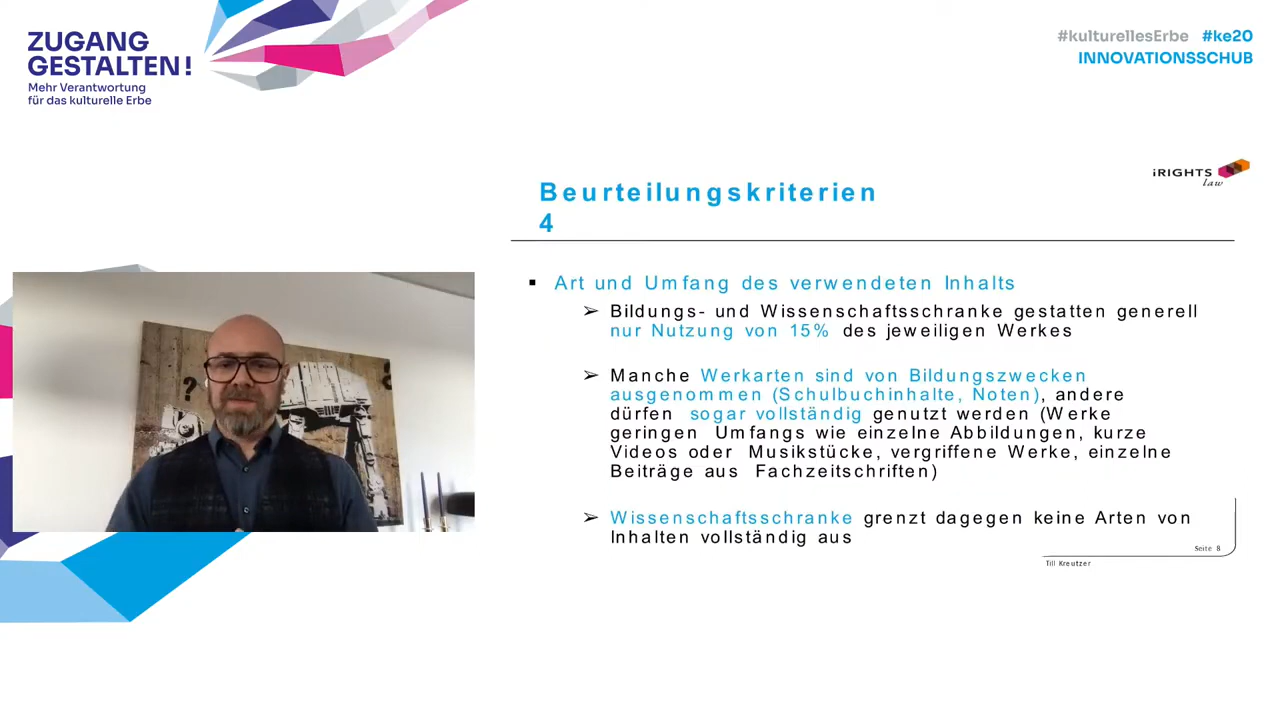 ZUGANG
GESTALTEN!
Mehr Verantwortung
für das kulturelle Erbe
#kulturellesErbe #ke20
INNOVATIONSSCHUB
iRIGHTS
law
Beurteilungskriterien
4
▪ Art und Umfang des verwendeten Inhalts
➢ Bildungs- und Wissenschaftsschranke gestatten generell
nur Nutzung von 15% des jeweiligen Werkes
➢ Manche Werkarten sind von Bildungszwecken
ausgenommen (Schulbuchinhalte, Noten), andere
dürfen sogar vollständig genutzt werden (Werke
geringen Umfangs wie einzelne Abbildungen, kurze
Videos oder Musikstücke, vergriffene Werke, einzelne
Beiträge aus Fachzeitschriften)
➢ Wissenschaftsschranke grenzt dagegen keine Arten von
Inhalten vollständig aus
Seite 8
Till Kreutzer
?